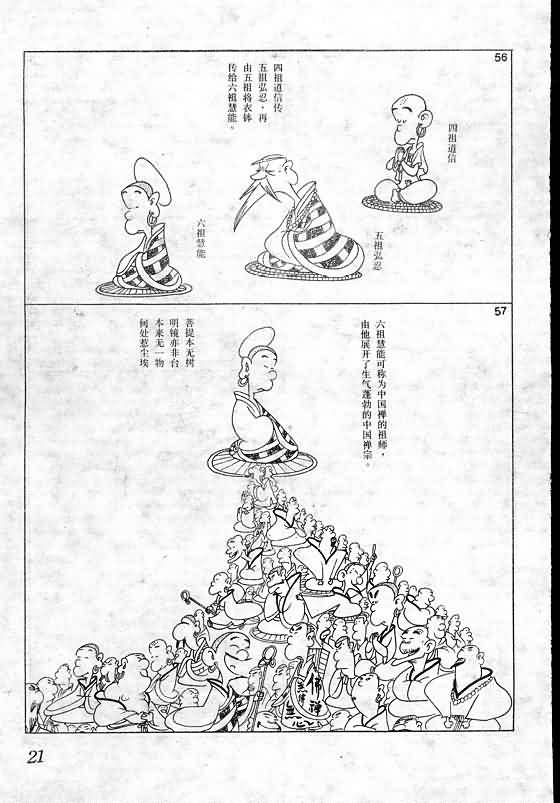 56
四祖道信传
五祖弘忍，再
由五祖将衣钵
传给六祖慧能。
四祖道信
五祖弘忍
六祖慧能
57
六祖慧能可称为中国禅的祖师，
由他展开了生气蓬勃的中国禅宗。
菩提本无树
明镜亦非台
本来无一物
何处惹尘埃
佛
禅
21